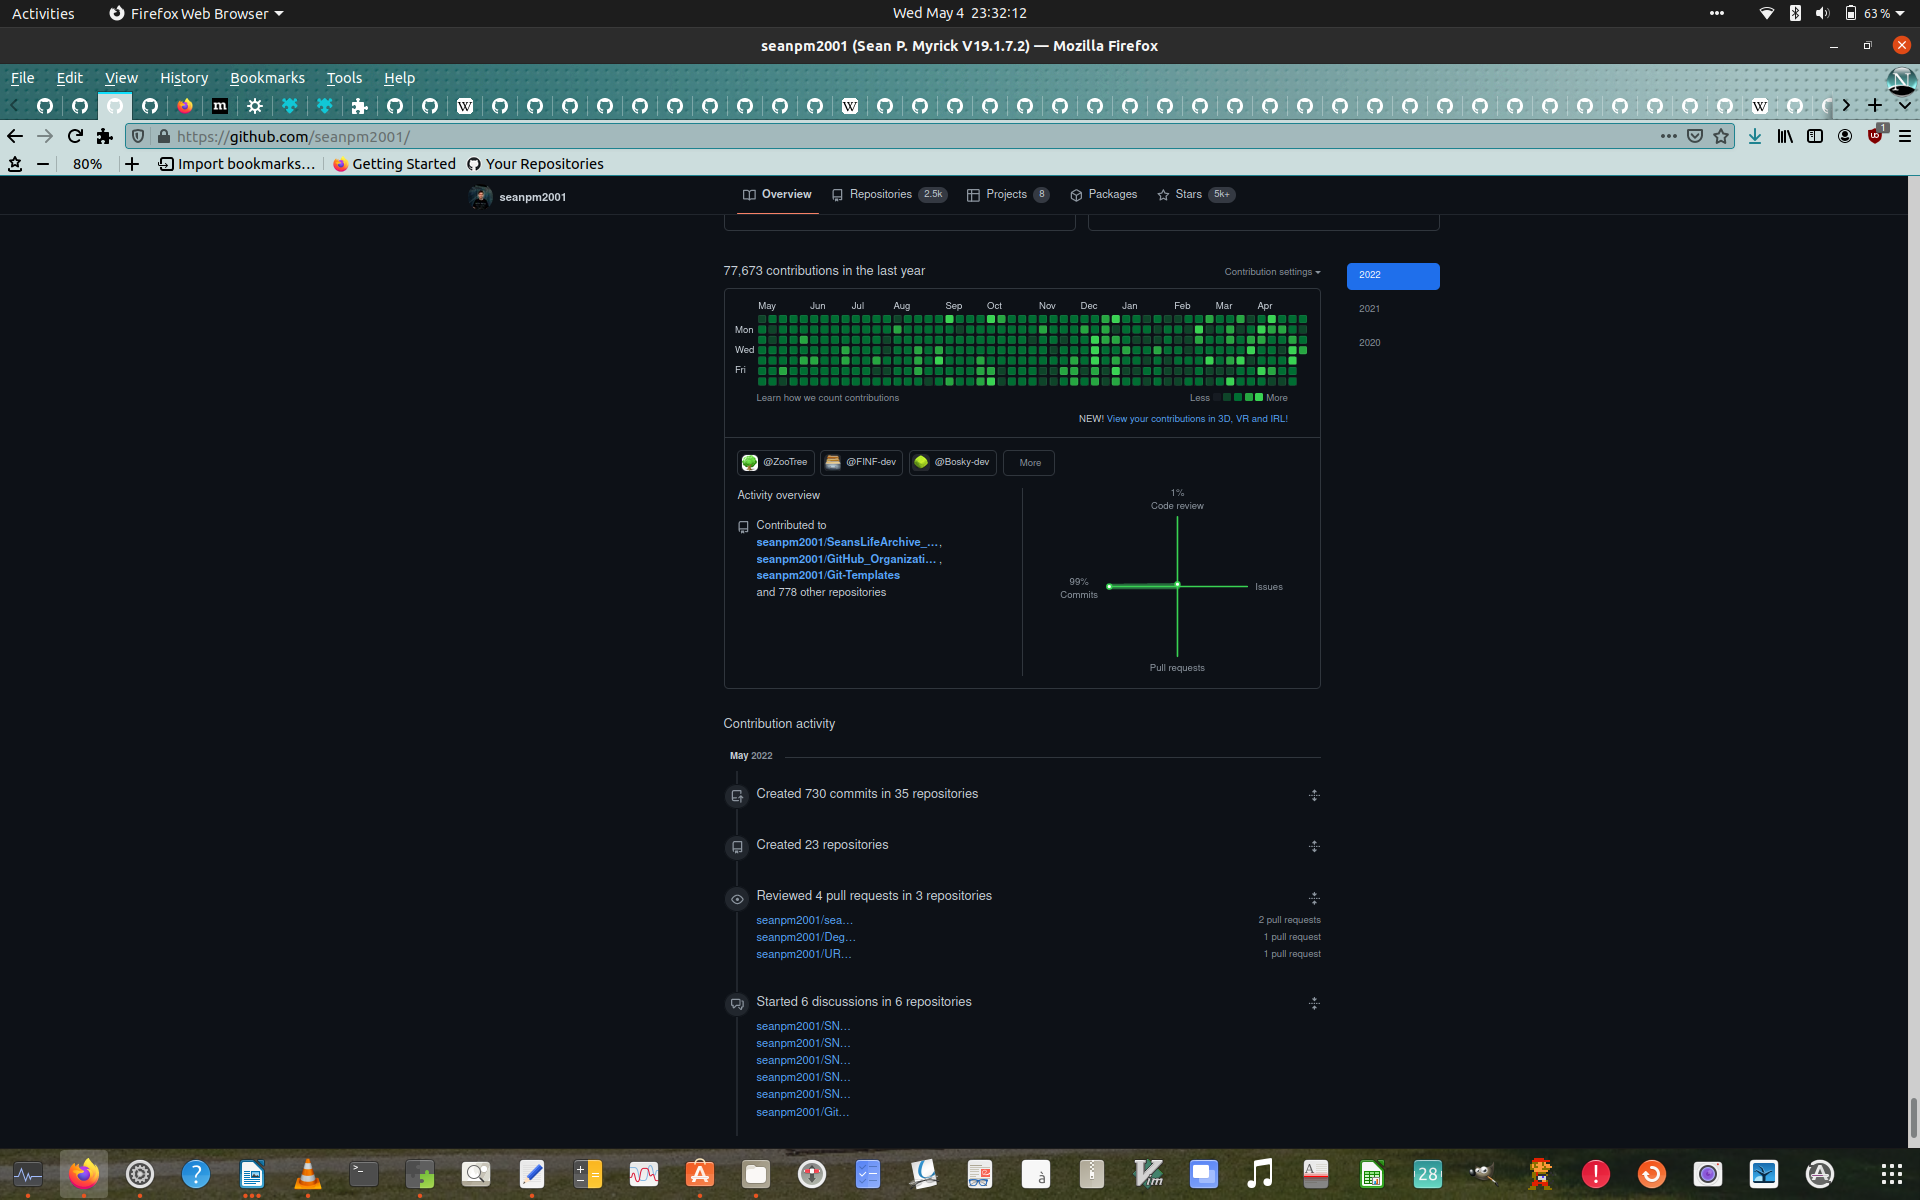 Activities
Firefox Web Browser
Wed May 4 23:32:12
63 %
seanpm2001 (Sean P. Myrick V19.1.7.2) — Mozilla Firefox
File Edit View History Bookmarks Tools Help
https://github.com/seanpm2001/
80% Import bookmarks… Getting Started Your Repositories
seanpm2001
Overview Repositories 2.5k Projects 8 Packages Stars 5k+
77,673 contributions in the last year
Contribution settings
2022
2021
2020
May Jun Jul Aug Sep Oct Nov Dec Jan Feb Mar Apr
Mon
Wed
Fri
Learn how we count contributions
Less More
NEW! View your contributions in 3D, VR and IRL!
@ZooTree @FINF-dev @Bosky-dev More
Activity overview
Contributed to
seanpm2001/SeansLifeArchive_…,
seanpm2001/GitHub_Organizati… ,
seanpm2001/Git-Templates
and 778 other repositories
1%
Code review
99%
Commits
Issues
Pull requests
Contribution activity
May 2022
Created 730 commits in 35 repositories
Created 23 repositories
Reviewed 4 pull requests in 3 repositories
seanpm2001/sea… 2 pull requests
seanpm2001/Deg… 1 pull request
seanpm2001/UR… 1 pull request
Started 6 discussions in 6 repositories
seanpm2001/SN…
seanpm2001/SN…
seanpm2001/SN…
seanpm2001/SN…
seanpm2001/SN…
seanpm2001/Git…
28